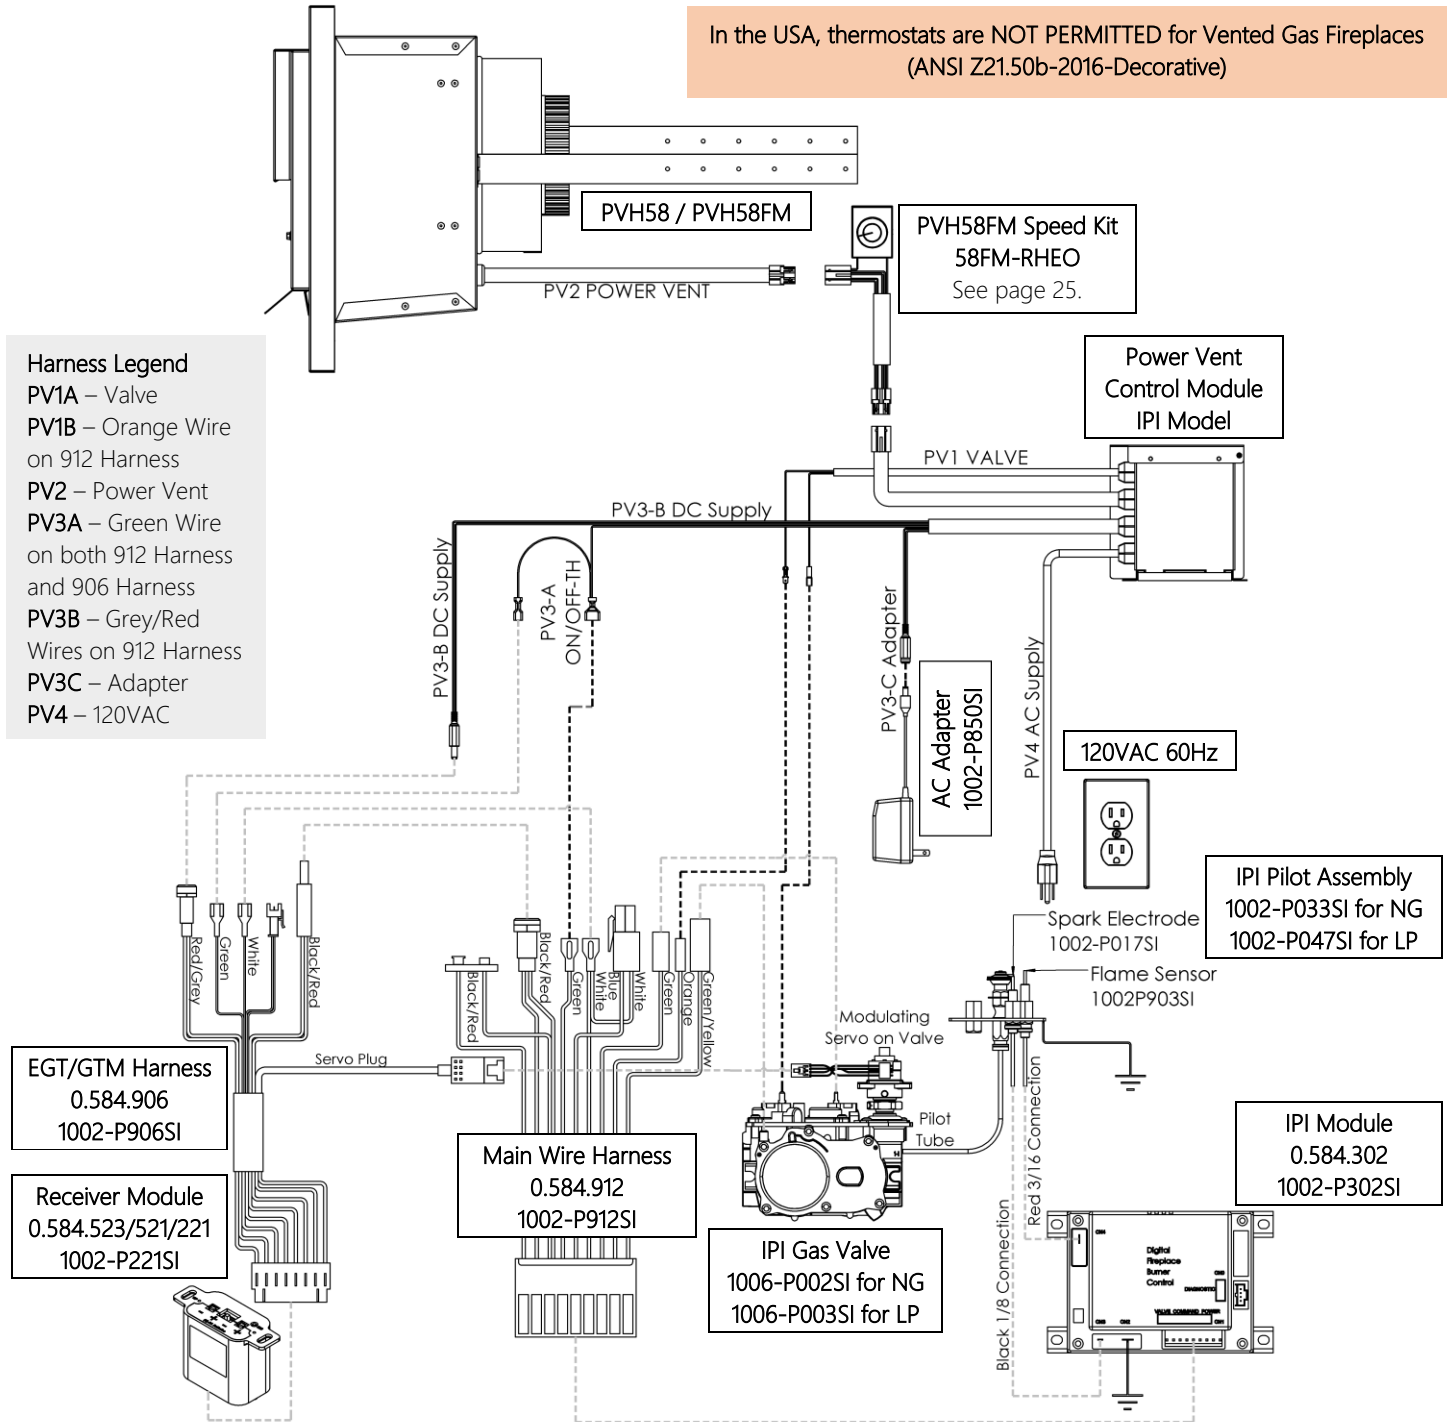 In the USA, thermostats are NOT PERMITTED for Vented Gas Fireplaces
(ANSI Z21.50b-2016-Decorative)
PVH58 / PVH58FM
PVH58FM Speed Kit
58FM-RHEO
See page 25.
PV2 POWER VENT
Harness Legend
PV1A – Valve
PV1B – Orange Wire
on 912 Harness
PV2 – Power Vent
PV3A – Green Wire
on both 912 Harness
and 906 Harness
PV3B – Grey/Red
Wires on 912 Harness
PV3C – Adapter
PV4 – 120VAC
Power Vent
Control Module
IPI Model
PV1 VALVE
PV3-B DC Supply
PV3-B DC Supply
PV3-A
ON/OFF-TH
PV3-C Adapter
AC Adapter
1002-P850SI
PV4 AC Supply
120VAC 60Hz
IPI Pilot Assembly
1002-P033SI for NG
1002-P047SI for LP
Spark Electrode
1002-P017SI
Flame Sensor
1002P903SI
Red/Grey
Green
White
Black/Red
Black/Red
Black/Red
Green
Blue
White
White
Green
Orange
Green/Yellow
Modulating
Servo on Valve
Servo Plug
EGT/GTM Harness
0.584.906
1002-P906SI
Pilot
Tube
Main Wire Harness
0.584.912
1002-P912SI
Receiver Module
0.584.523/521/221
1002-P221SI
IPI Gas Valve
1006-P002SI for NG
1006-P003SI for LP
Red 3/16 Connection
Black 1/8 Connection
IPI Module
0.584.302
1002-P302SI
CN4
Digital
Fireplace
Burner
Control
CN5
DIAGNOSTIC
VALVE COMMAND POWER
CN3
CN2
CN1